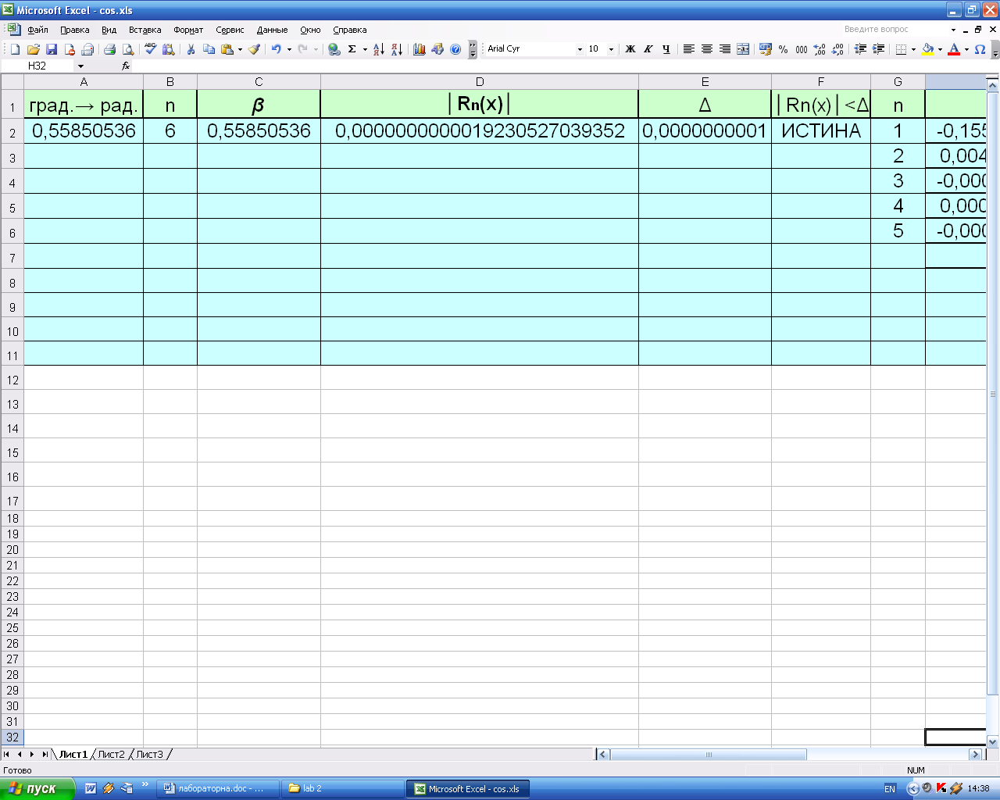 Microsoft Excel - cos.xls
Файл Правка Вид Вставка Формат Сервис Данные Окно Справка Введите вопрос
Arial Cyr 10 Ж К Ч % 000
H32 fx
A B C D E F G
1 град.→ рад. n β |Rn(x)| Δ |Rn(x)|<Δ n
2 0,55850536 6 0,55850536 0,0000000000019230527039352 0,0000000001 ИСТИНА 1 -0,155
3 2 0,004
4 3 -0,000
5 4 0,000
6 5 -0,000
7
8
9
10
11
12
13
14
15
16
17
18
19
20
21
22
23
24
25
26
27
28
29
30
31
32
Лист1 Лист2 Лист3
Готово NUM
пуск лабораторна.doc - ... lab 2 Microsoft Excel - cos.xls EN 14:38